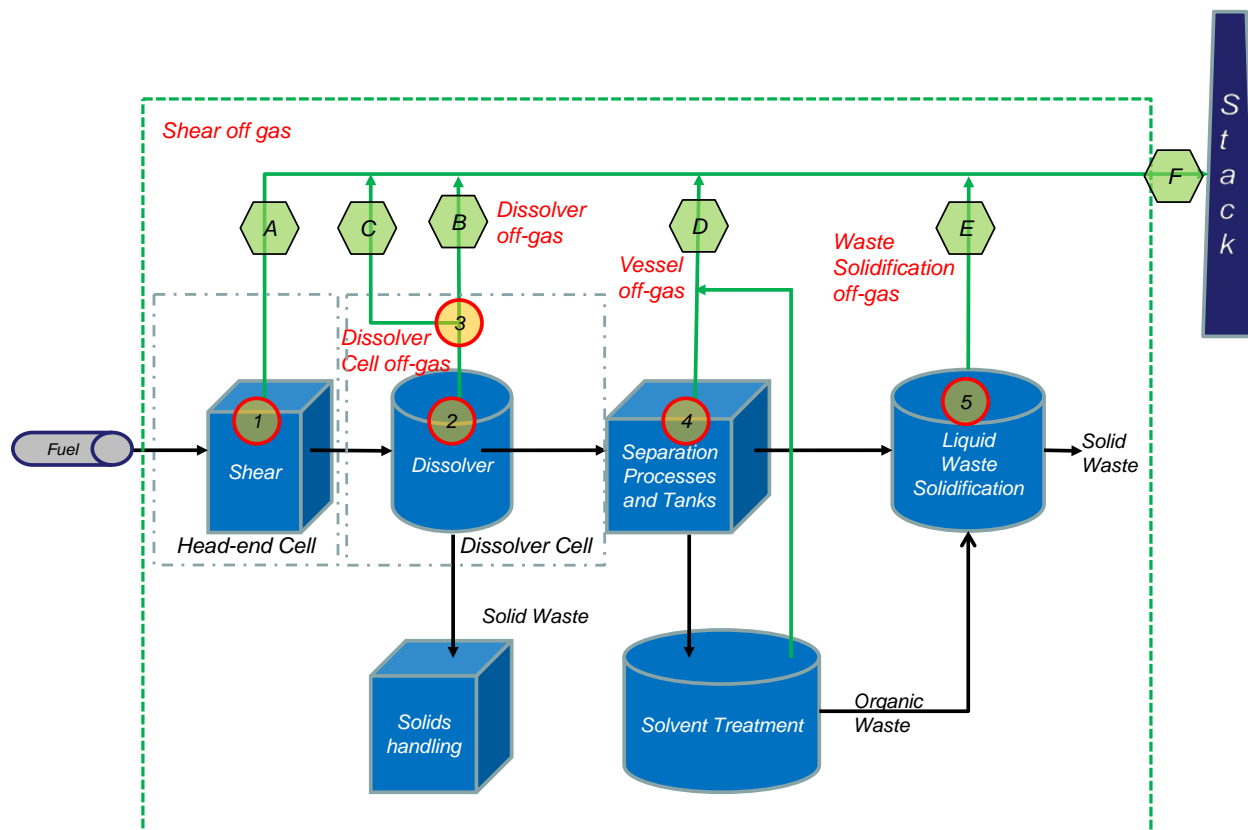 S
t
a
c
k
Shear off gas
F
A
C
B
Dissolver
off-gas
D
Vessel
off-gas
Waste
Solidification
off-gas
E
3
Dissolver
Cell off-gas
1
2
4
5
Fuel
Shear
Dissolver
Separation
Processes
and Tanks
Liquid
Waste
Solidification
Solid
Waste
Head-end Cell
Dissolver Cell
Solid Waste
Solids
handling
Solvent Treatment
Organic
Waste